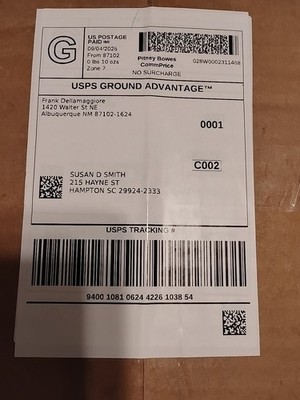 G
US POSTAGE
PAID IMI
09/04/2025
From 87102
0 lbs 10 ozs
Zone 7
Pitney Bowes
CommPrice
NO SURCHARGE
028W0002311468
USPS GROUND ADVANTAGE™
Frank Dellamaggiore
1420 Walter St NE
Albuquerque NM 87102-1624
0001
C002
SUSAN D SMITH
215 HAYNE ST
HAMPTON SC 29924-2333
USPS TRACKING #
9400 1081 0624 4226 1038 54